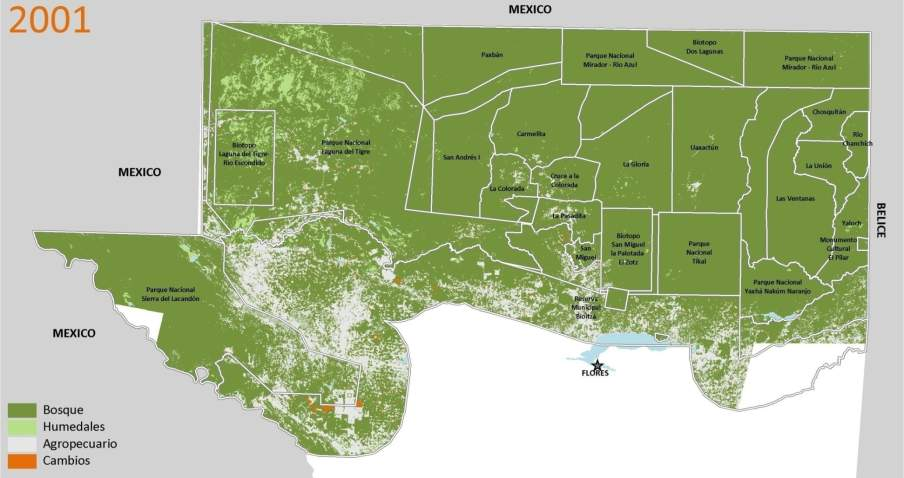 2001
MEXICO
Paxbán
Parque Nacional
Mirador - Río Azul
Biotopo
Dos Lagunas
Parque Nacional
Mirador - Río Azul
Chosquitán
Río
Chanchich
Biotopo
Laguna del Tigre
Río Escondido
Parque Nacional
Laguna del Tigre
San Andrés I
Carmelita
La Gloria
Uaxactún
La Unión
MEXICO
La Colorada
Cruce a la
Colorada
Las Ventanas
La Pasadita
Yaloch
BELICE
Biotopo
San Miguel
la Palotada
El Zotz
San
Miguel
Parque
Nacional
Tikal
Monumento
Cultural
El Pilar
Parque Nacional
Sierra del Lacandón
Parque Nacional
Yaxhá Nakúm Naranjo
Reserva
Municipal
Bioitzá
MEXICO
FLORES
Bosque
Humedales
Agropecuario
Cambios